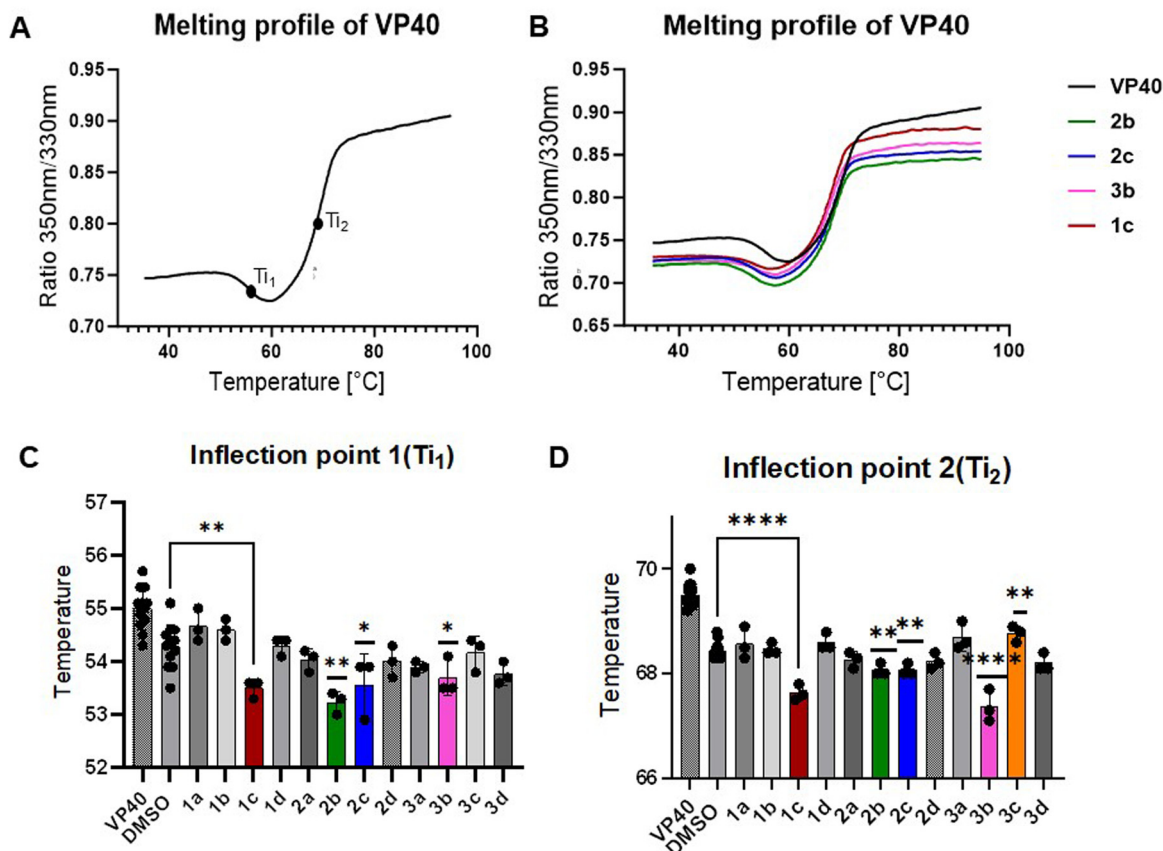 A
Melting profile of VP40
0.95
0.90
0.85
0.80
0.75
0.70
Ratio 350nm/330nm
Ti₁
Ti₂
40
60
80
100
Temperature [°C]
B
Melting profile of VP40
0.95
0.90
0.85
0.80
0.75
0.70
0.65
Ratio 350nm/330nm
40
60
80
100
Temperature [°C]
VP40
2b
2c
3b
1c
C
Inflection point 1(Ti₁)
57
56
55
54
53
52
Temperature
**
**
*
*
VP40
DMSO
1a
1b
1c
1d
2a
2b
2c
2d
3a
3b
3c
3d
D
Inflection point 2(Ti₂)
70
68
66
Temperature
****
**
**
****
**
VP40
DMSO
1a
1b
1c
1d
2a
2b
2c
2d
3a
3b
3c
3d